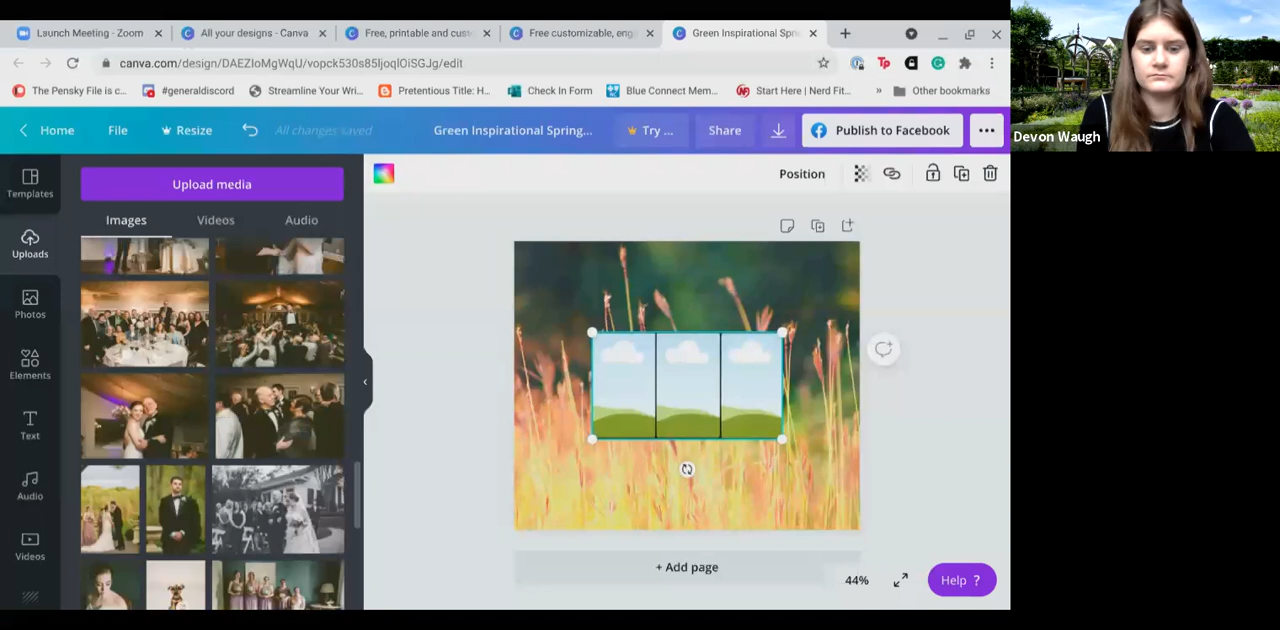 Launch Meeting - Zoom
All your designs - Canva
Free, printable and cust
Free customizable, eng
Green Inspirational Sprin
canva.com/design/DAEZIoMgWqU/vopck530s85ljoqlOiSGJg/edit
The Pensky File is c...
#generaldiscord
Streamline Your Wri...
Pretentious Title: H...
Check In Form
Blue Connect Mem...
Start Here | Nerd Fit...
» Other bookmarks
Home
File
Resize
All changes saved
Green Inspirational Spring...
Try ...
Share
Publish to Facebook
Devon Waugh
Templates
Uploads
Photos
Elements
Text
Audio
Videos
Upload media
Images
Videos
Audio
Position
+ Add page
44%
Help ?